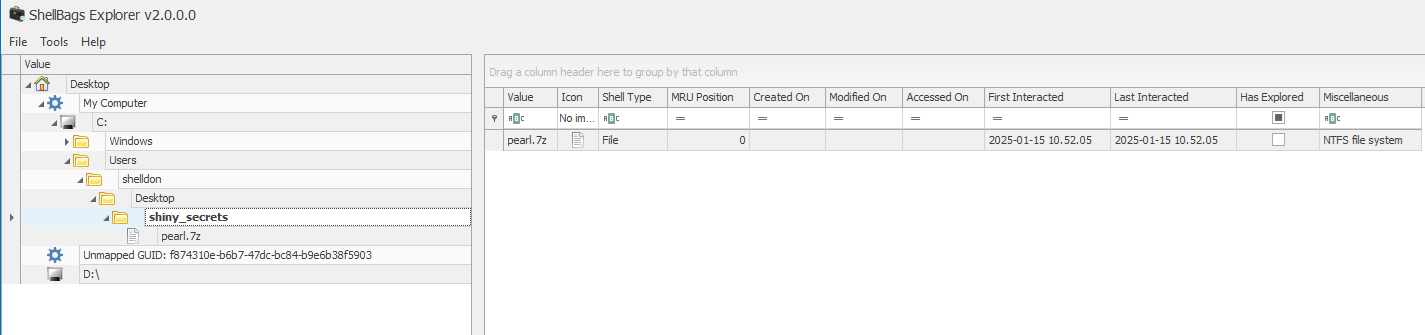 ShellBags Explorer v2.0.0.0
File Tools Help
Value
Desktop
My Computer
C:
Windows
Users
shelldon
Desktop
shiny_secrets
pearl.7z
Unmapped GUID: f874310e-b6b7-47dc-bc84-b9e6b38f5903
D:\
Drag a column header here to group by that column
Value Icon Shell Type MRU Position Created On Modified On Accessed On First Interacted Last Interacted Has Explored Miscellaneous
ABC No im... ABC = = = = = = ABC
pearl.7z File 0 2025-01-15 10.52.05 2025-01-15 10.52.05 NTFS file system